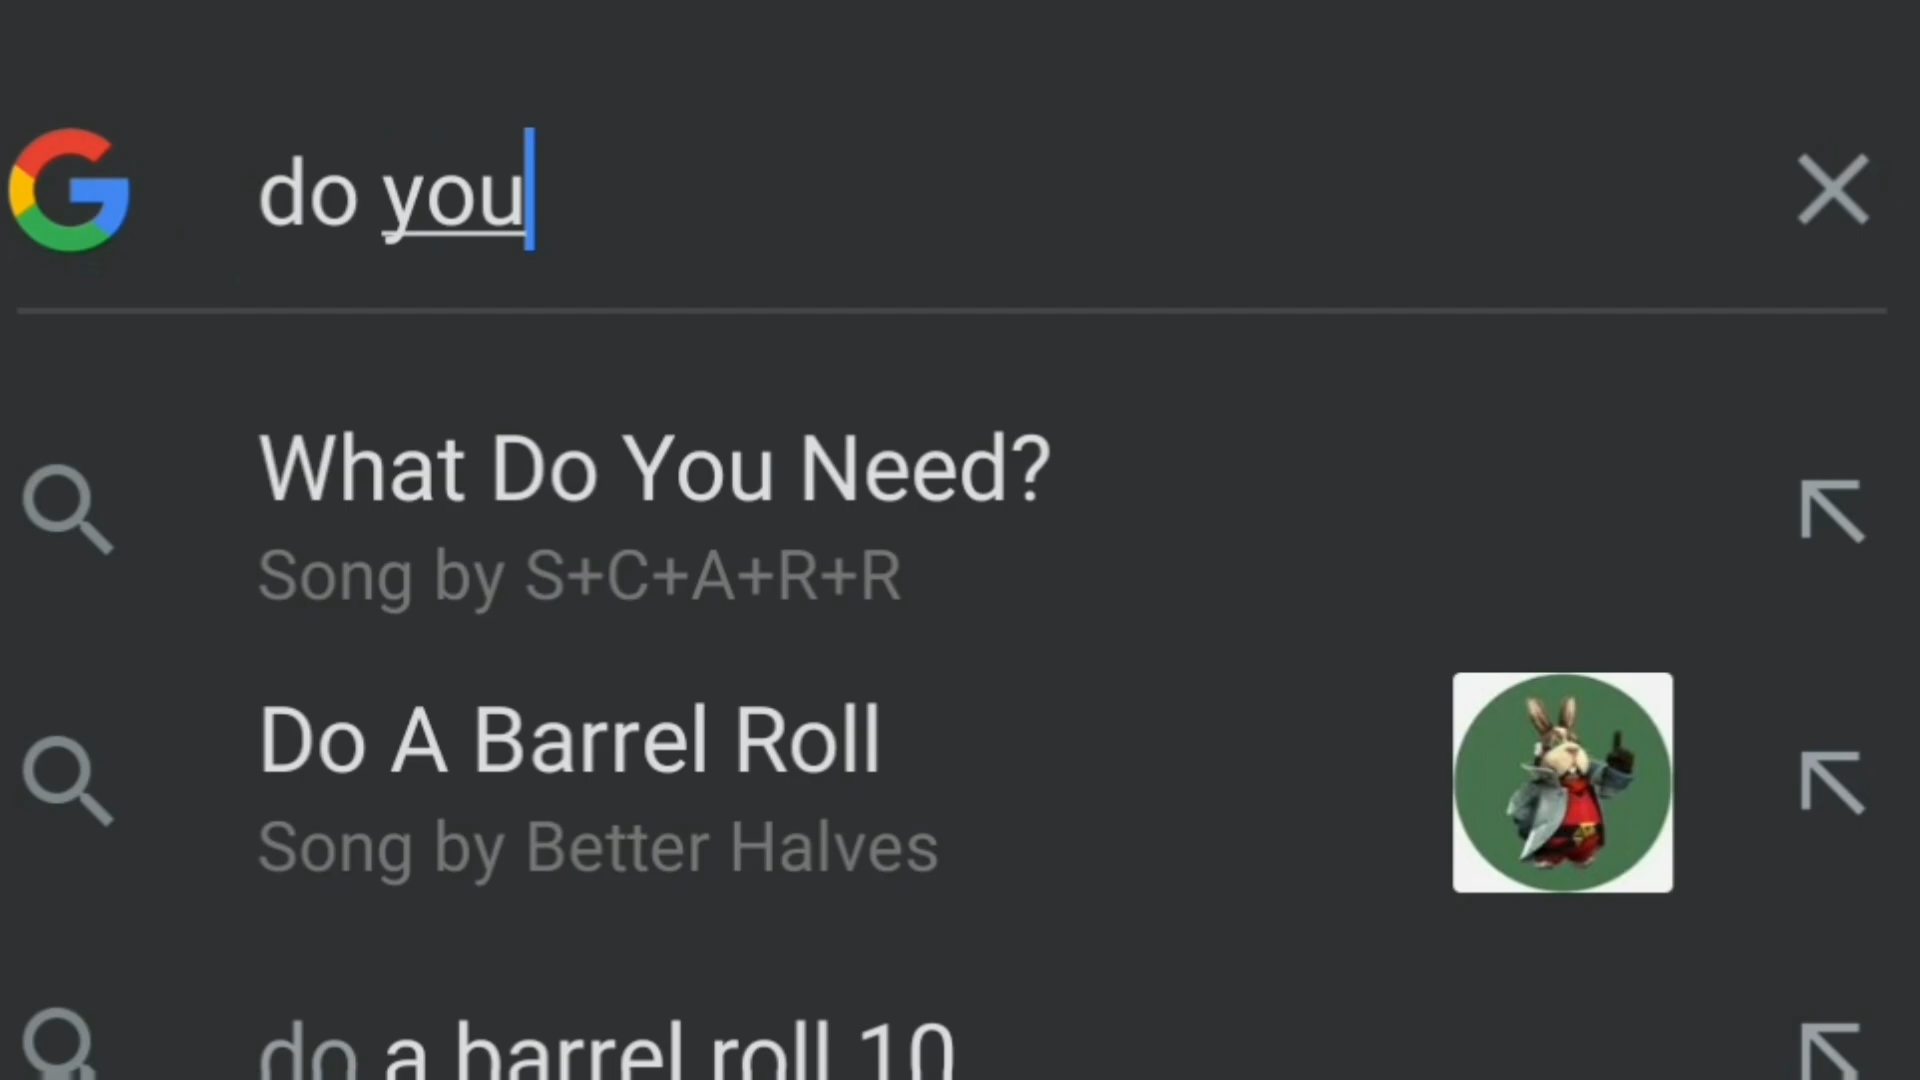 do you
What Do You Need?
Song by S+C+A+R+R
Do A Barrel Roll
Song by Better Halves
do a barrel roll 10